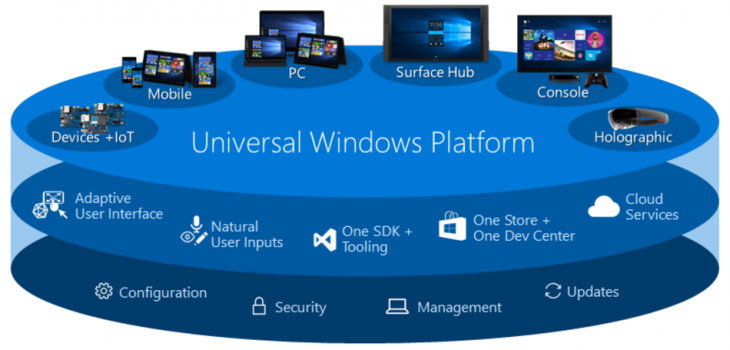 PC
Surface Hub
Mobile
Console
Devices +IoT
Universal Windows Platform
Holographic
Adaptive
User Interface
Natural
User Inputs
One SDK +
Tooling
One Store +
One Dev Center
Cloud
Services
Configuration
Security
Management
Updates